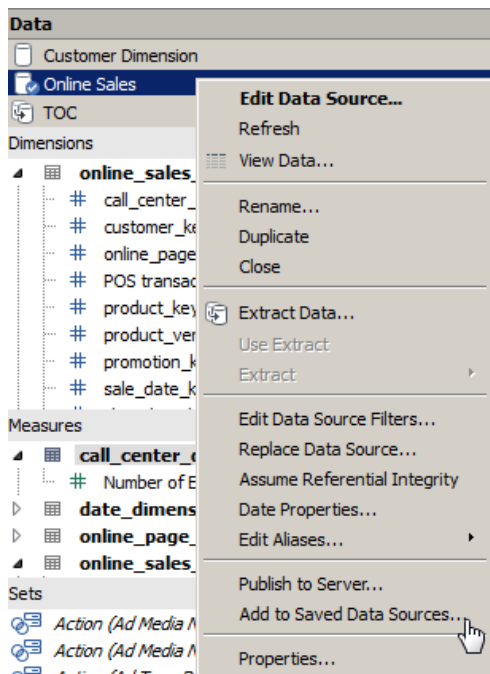 Data
Customer Dimension
Online Sales
TOC
Dimensions
online_sales_
call_center_
customer_ke
online_page
POS transac
product_key
product_ver
promotion_k
sale_date_k
Measures
call_center_d
Number of E
date_dimens
online_page_
online_sales_
Sets
Action (Ad Media N
Action (Ad Media N
Edit Data Source...
Refresh
View Data...
Rename...
Duplicate
Close
Extract Data...
Use Extract
Extract
Edit Data Source Filters...
Replace Data Source...
Assume Referential Integrity
Date Properties...
Edit Aliases...
Publish to Server...
Add to Saved Data Sources...
Properties...